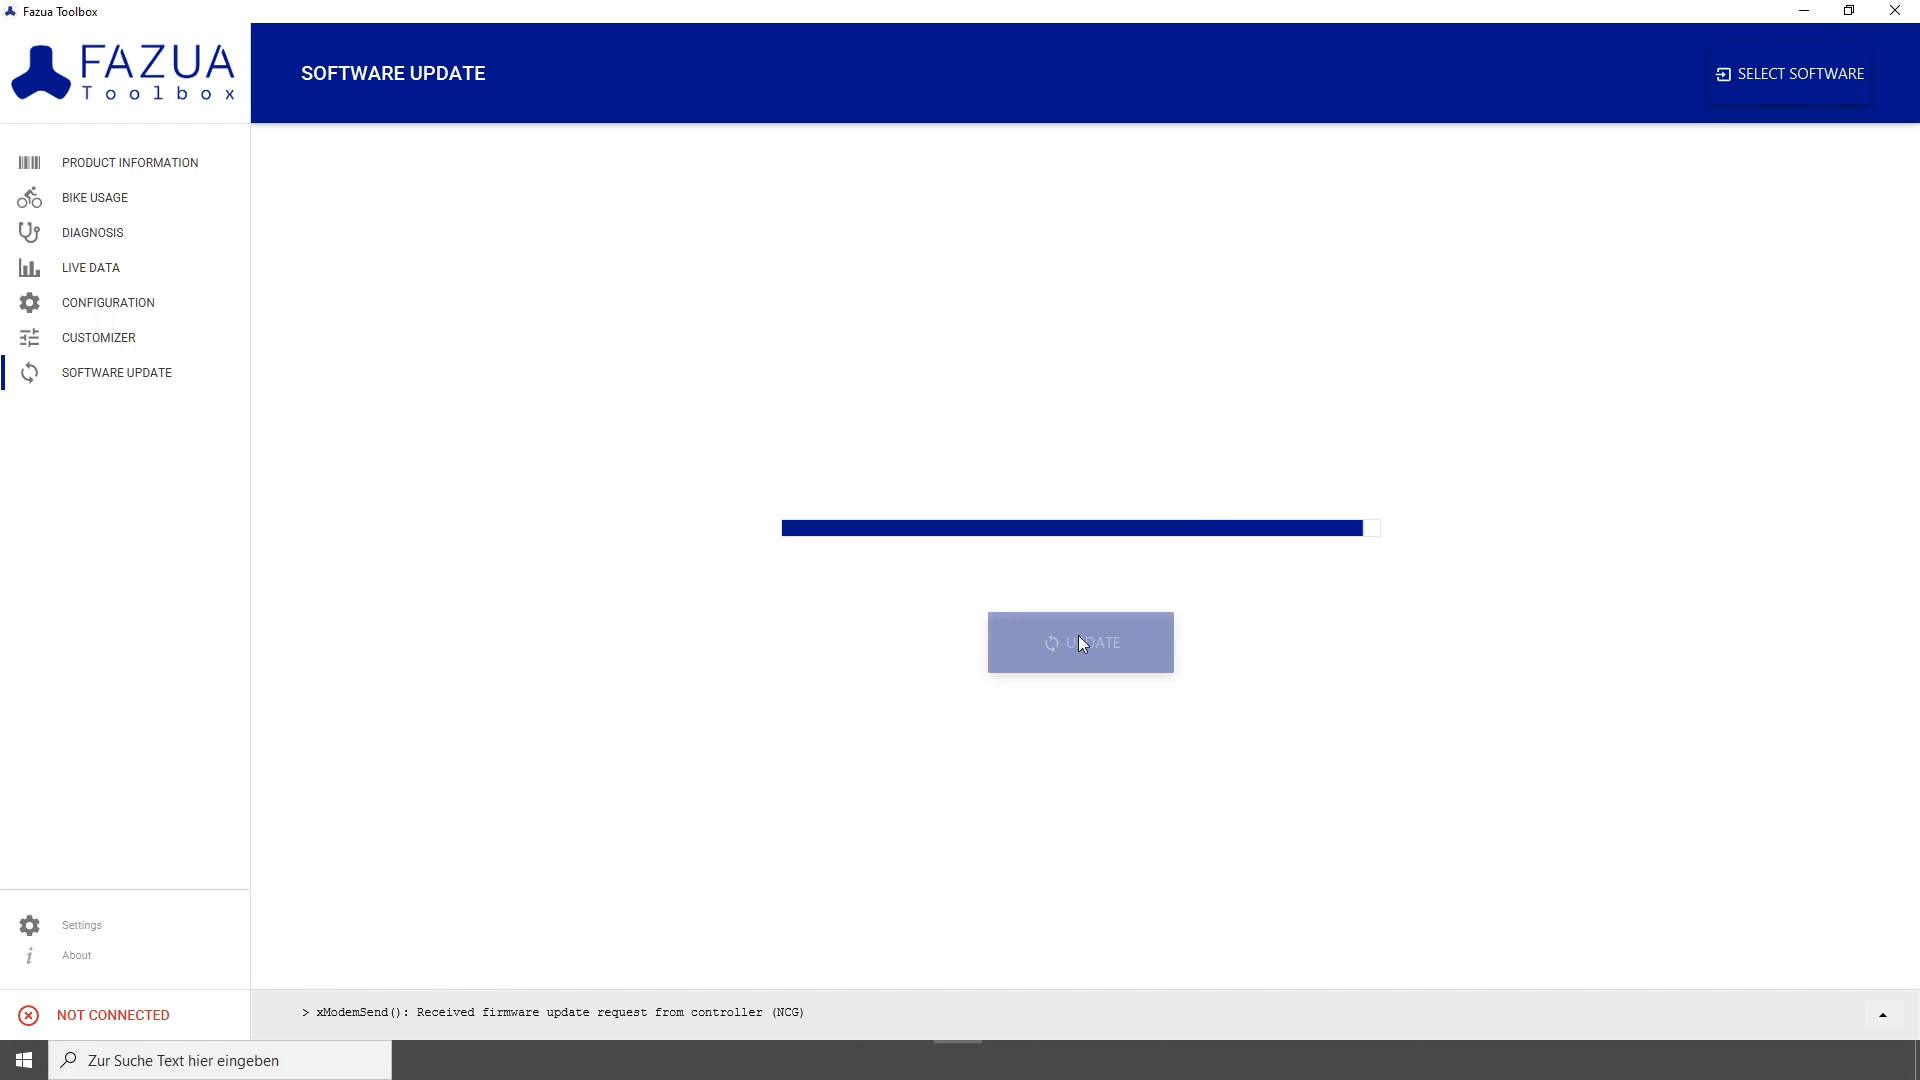 Fazua Toolbox
FAZUA
Toolbox
SOFTWARE UPDATE
SELECT SOFTWARE
PRODUCT INFORMATION
BIKE USAGE
DIAGNOSIS
LIVE DATA
CONFIGURATION
CUSTOMIZER
SOFTWARE UPDATE
UPDATE
Settings
About
NOT CONNECTED
> xModemSend(): Received firmware update request from controller (NCG)
Zur Suche Text hier eingeben